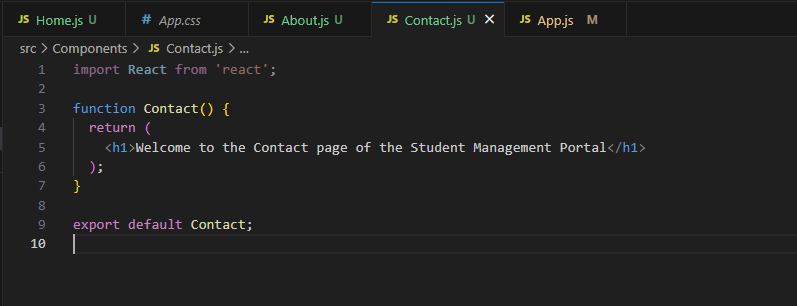 JS Home.js U # App.css JS About.js U JS Contact.js U × JS App.js M
src > Components > JS Contact.js > ...
1 import React from 'react';
2
3 function Contact() {
4 return (
5 <h1>Welcome to the Contact page of the Student Management Portal</h1>
6 );
7 }
8
9 export default Contact;
10